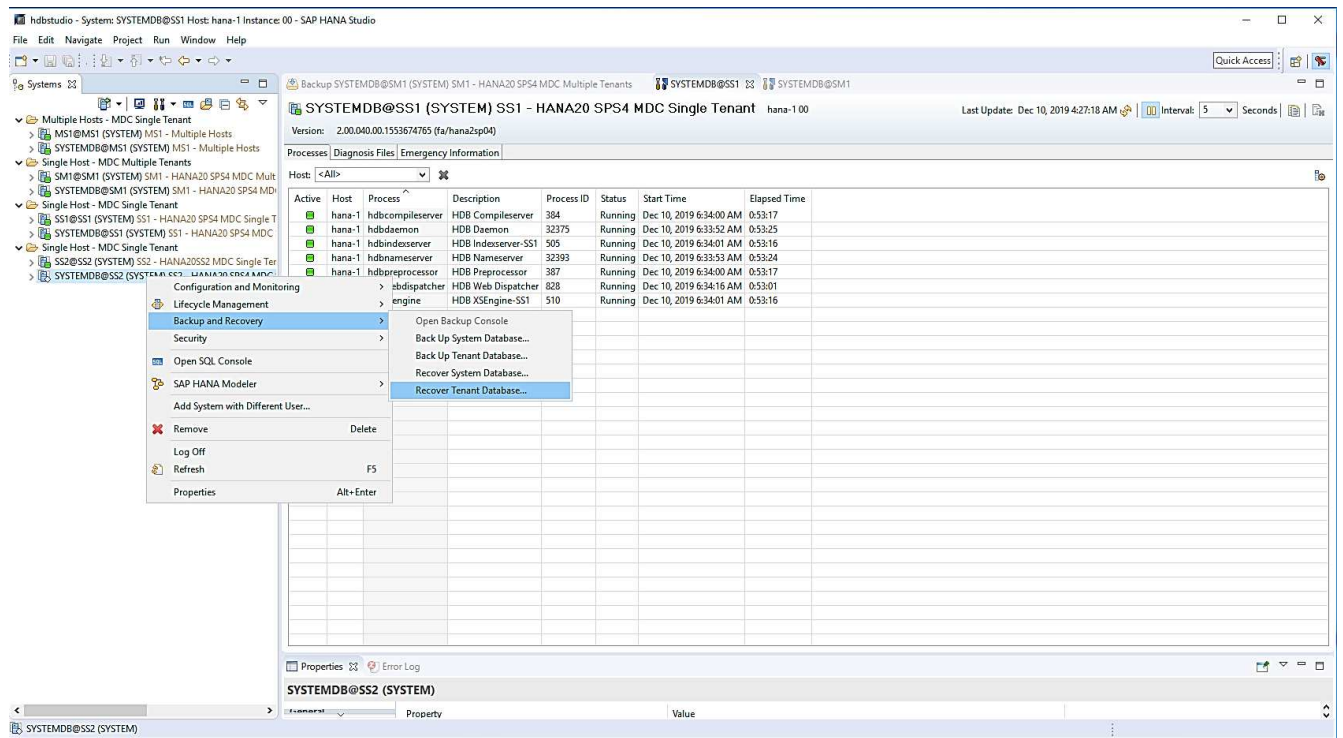 hdbstudio - System: SYSTEMDB@SS1 Host: hana-1 Instance: 00 - SAP HANA Studio
File Edit Navigate Project Run Window Help
Quick Access
Systems
Multiple Hosts - MDC Single Tenant
MS1@MS1 (SYSTEM) MS1 - Multiple Hosts
SYSTEMDB@MS1 (SYSTEM) MS1 - Multiple Hosts
Single Host - MDC Multiple Tenants
SM1@SM1 (SYSTEM) SM1 - HANA20 SPS4 MDC Mult
SYSTEMDB@SM1 (SYSTEM) SM1 - HANA20 SPS4 MD
Single Host - MDC Single Tenant
SS1@SS1 (SYSTEM) SS1 - HANA20 SPS4 MDC Single T
SYSTEMDB@SS1 (SYSTEM) SS1 - HANA20 SPS4 MDC
Single Host - MDC Single Tenant
SS2@SS2 (SYSTEM) SS2 - HANA20SS2 MDC Single Ter
SYSTEMDB@SS2 (SYSTEM) SS2 - HANA20 SPS4 MDC
Configuration and Monitoring
Lifecycle Management
Backup and Recovery
Security
Open SQL Console
SAP HANA Modeler
Add System with Different User...
Remove Delete
Log Off
Refresh F5
Properties Alt+Enter
Open Backup Console
Back Up System Database...
Back Up Tenant Database...
Recover System Database...
Recover Tenant Database...
Backup SYSTEMDB@SM1 (SYSTEM) SM1 - HANA20 SPS4 MDC Multiple Tenants SYSTEMDB@SS1 SYSTEMDB@SM1
SYSTEMDB@SS1 (SYSTEM) SS1 - HANA20 SPS4 MDC Single Tenant hana-1 00 Last Update: Dec 10, 2019 4:27:18 AM Interval: 5 Seconds
Version: 2.00.040.00.1553674765 (fa/hana2sp04)
Processes Diagnosis Files Emergency Information
Host: <All>
Active Host Process Description Process ID Status Start Time Elapsed Time
hana-1 hdbcompileserver HDB Compileserver 384 Running Dec 10, 2019 6:34:00 AM 0:53:17
hana-1 hdbdaemon HDB Daemon 32375 Running Dec 10, 2019 6:33:52 AM 0:53:25
hana-1 hdbindexserver HDB Indexserver-SS1 505 Running Dec 10, 2019 6:34:01 AM 0:53:16
hana-1 hdbnameserver HDB Nameserver 32393 Running Dec 10, 2019 6:33:53 AM 0:53:24
hana-1 hdbpreprocessor HDB Preprocessor 387 Running Dec 10, 2019 6:34:00 AM 0:53:17
ebdispatcher HDB Web Dispatcher 828 Running Dec 10, 2019 6:34:16 AM 0:53:01
engine HDB XSEngine-SS1 510 Running Dec 10, 2019 6:34:01 AM 0:53:16
Properties Error Log
SYSTEMDB@SS2 (SYSTEM)
General Property Value
SYSTEMDB@SS2 (SYSTEM)